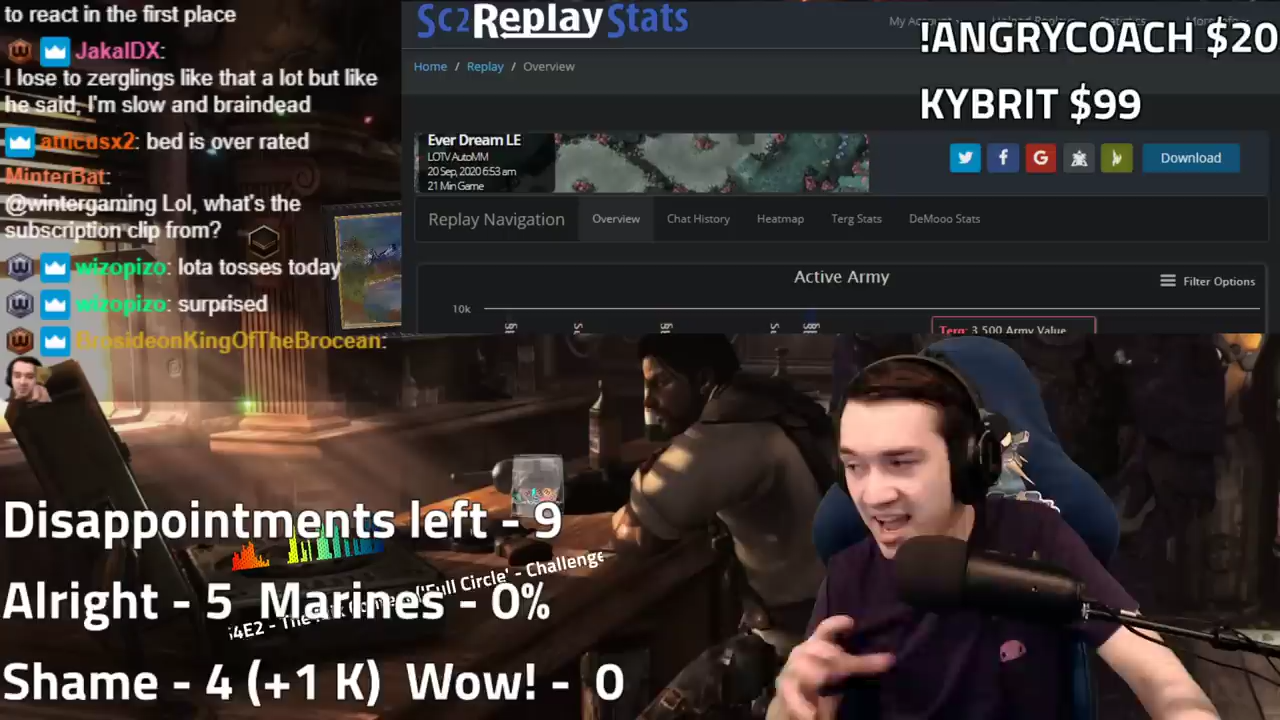 to react in the first place
JakalDX:
I lose to zerglings like that a lot but like
he said, I'm slow and braindead
atticusx2: bed is over rated
MinterBat:
@wintergaming Lol, what's the
subscription clip from?
wizopizo: lota tosses today
wizopizo: surprised
BrosideonKingOfTheBrocean:
Sc2ReplayStats
My Account
Statistics
!ANGRYCOACH $20
KYBRIT $99
Home / Replay / Overview
Ever Dream LE
LOTV AutoMM
20 Sep, 2020 6:53 am
21 Min Game
Download
Replay Navigation Overview Chat History Heatmap Terg Stats DeMooo Stats
Active Army
Filter Options
10k
Terg: 3 500 Army Value
Disappointments left - 9
Alright - 5 Marines - 0%
Shame - 4 (+1 K) Wow! - 0
'Full Circle' - Challenge